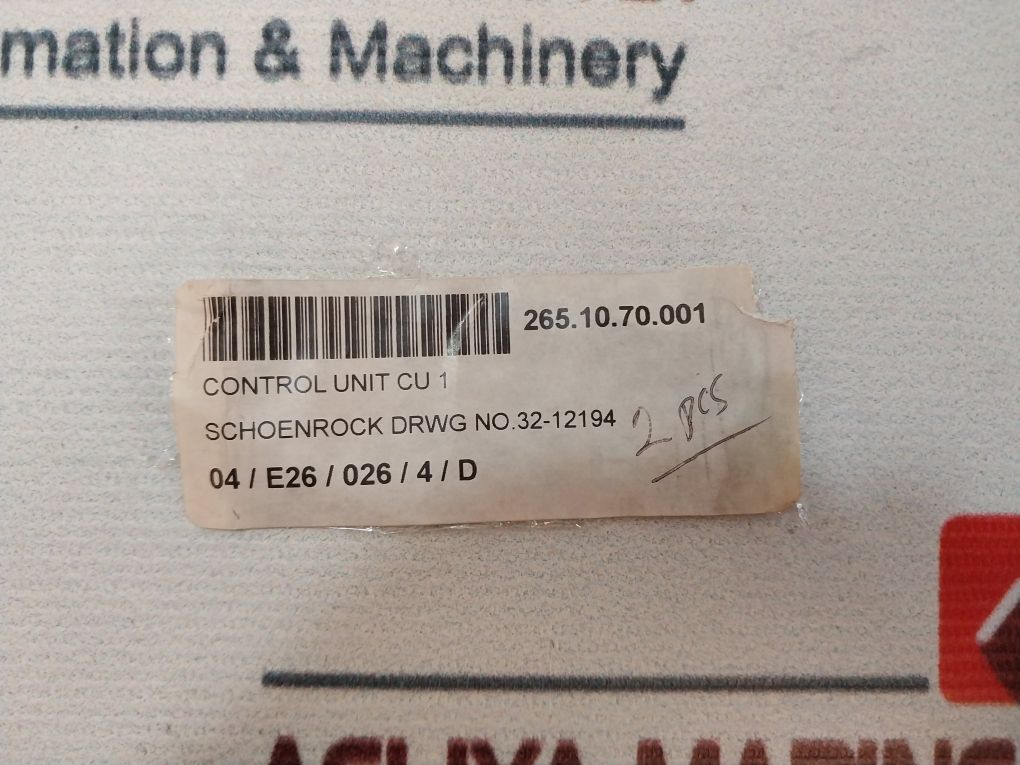 mation & Machinery
265.10.70.001
CONTROL UNIT CU 1
SCHOENROCK DRWG NO.32-12194
2 PCS
04 / E26 / 026 / 4 / D